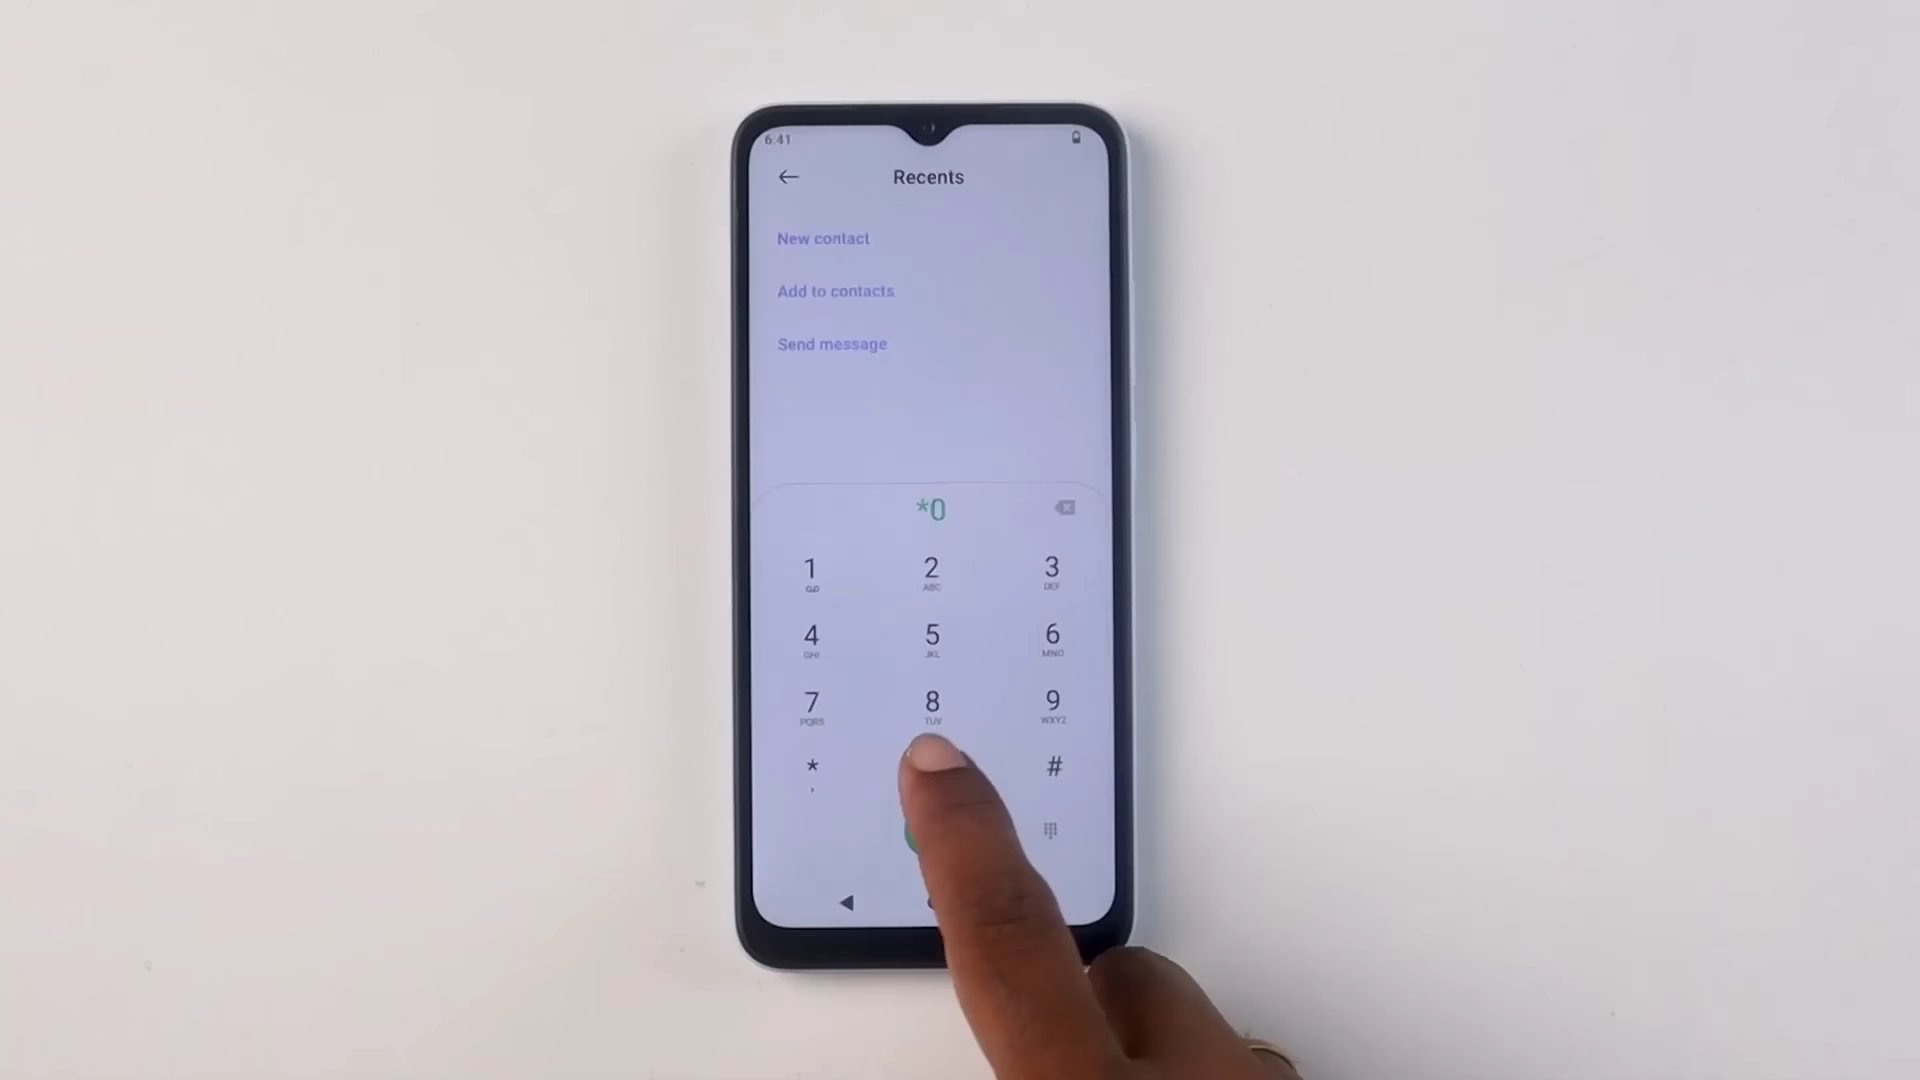 6:41
Recents
New contact
Add to contacts
Send message
*0
1 2 3
ABC DEF
4 5 6
GHI JKL MNO
7 8 9
PQRS TUV WXYZ
* #
,